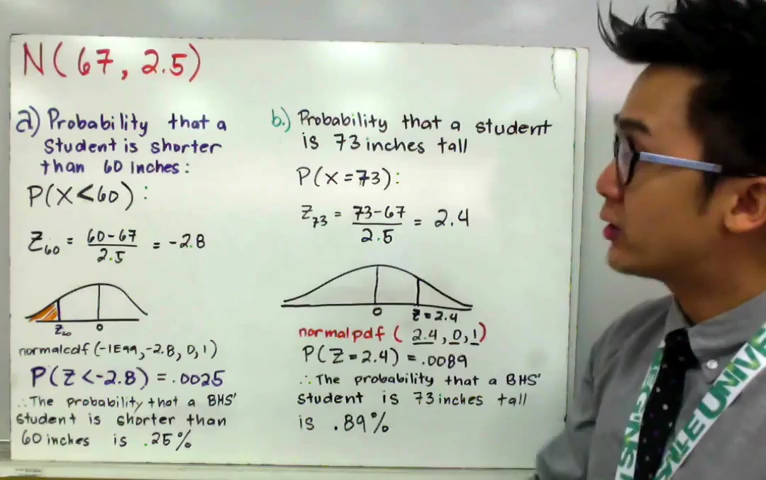 N(67, 2.5)
a) Probability that a
Student is shorter
than 60 Inches:
P(X<60):
Z60 = 60-67 / 2.5 = -2.8
Z60 0
normalcdf(-1E99, -2.8, 0, 1)
P(Z<-2.8) = .0025
∴ The probability that a BHS'
student is shorter than
60 inches is .25%
b.) Probability that a student
is 73 inches tall
P(X=73):
Z73 = 73-67 / 2.5 = 2.4
0 Z=2.4
normalpdf (2.4, 0, 1)
P(Z=2.4) = .0089
∴ The probability that a BHS'
student is 73 inches tall
is .89%